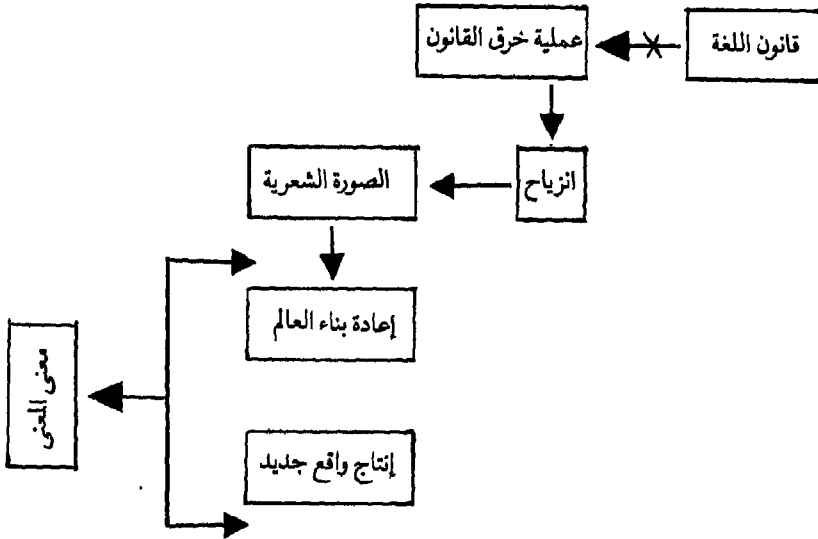 قانون اللغة
عملية خرق القانون
انزياح
الصورة الشعرية
إعادة بناء العالم
إنتاج واقع جديد
معنى المعنى